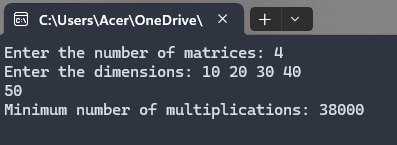 C:\Users\Acer\OneDrive\
Enter the number of matrices: 4
Enter the dimensions: 10 20 30 40
50
Minimum number of multiplications: 38000